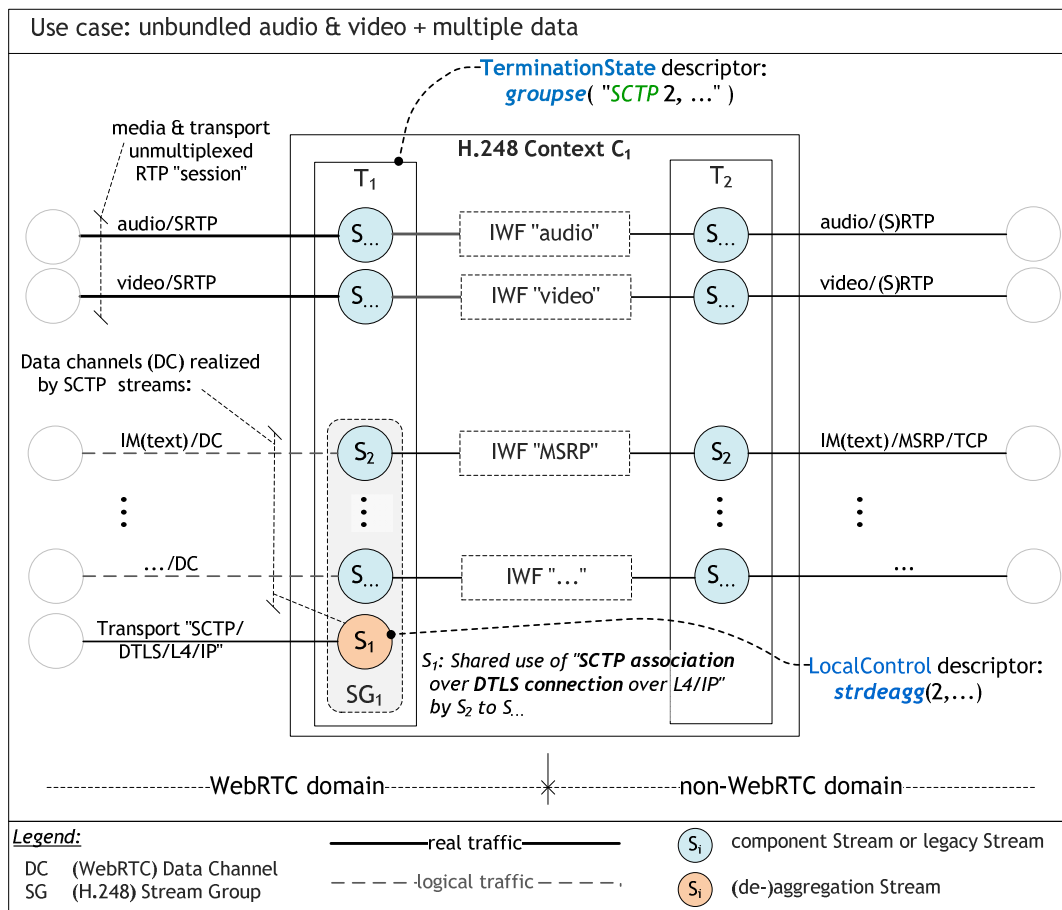 Use case: unbundled audio & video + multiple data
TerminationState descriptor:
groupse( "SCTP 2, ..." )
media & transport
unmultiplexed
RTP "session"
H.248 Context C1
T1
T2
audio/SRTP
S...
IWF "audio"
S...
audio/(S)RTP
video/SRTP
S...
IWF "video"
S...
video/(S)RTP
Data channels (DC) realized
by SCTP streams:
IM(text)/DC
S2
IWF "MSRP"
S2
IM(text)/MSRP/TCP
.../DC
S...
IWF "..."
S...
...
Transport "SCTP/
DTLS/L4/IP"
S1
SG1
S1: Shared use of "SCTP association
over DTLS connection over L4/IP"
by S2 to S...
LocalControl descriptor:
strdeagg(2,...)
WebRTC domain
non-WebRTC domain
Legend:
DC (WebRTC) Data Channel
SG (H.248) Stream Group
real traffic
logical traffic
Si component Stream or legacy Stream
Si (de-)aggregation Stream